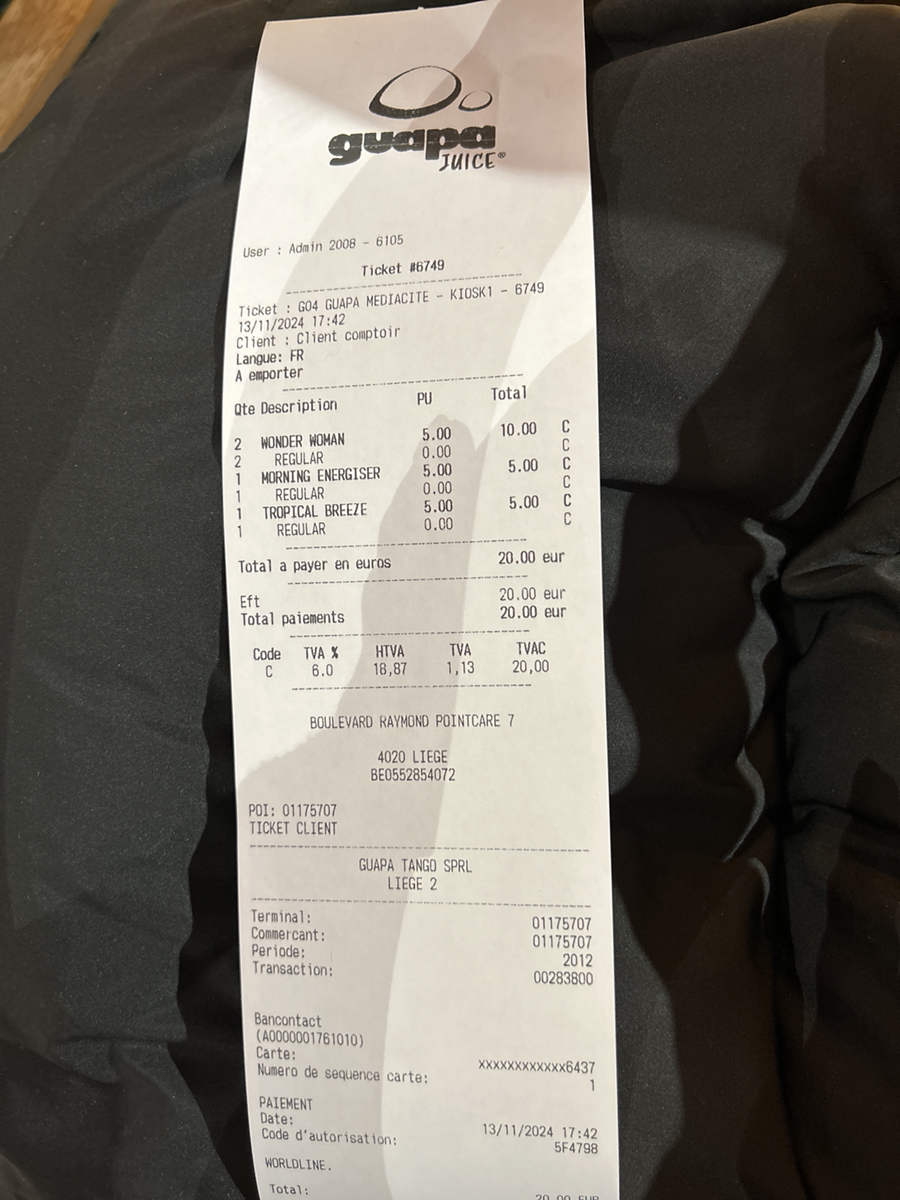 guapa
JUICE®
User : Admin 2008 - 6105
Ticket #6749
Ticket : G04 GUAPA MEDIACITE - KIOSK1 - 6749
13/11/2024 17:42
Client : Client comptoir
Langue: FR
A emporter
Qte Description PU Total
2 WONDER WOMAN 5.00 10.00 C
2 REGULAR 0.00 C
1 MORNING ENERGISER 5.00 5.00 C
1 REGULAR 0.00 C
1 TROPICAL BREEZE 5.00 5.00 C
1 REGULAR 0.00 C
Total a payer en euros 20.00 eur
Eft 20.00 eur
Total paiements 20.00 eur
Code TVA % HTVA TVA TVAC
C 6.0 18,87 1,13 20,00
BOULEVARD RAYMOND POINTCARE 7
4020 LIEGE
BE0552854072
POI: 01175707
TICKET CLIENT
GUAPA TANGO SPRL
LIEGE 2
Terminal: 01175707
Commercant: 01175707
Periode: 2012
Transaction: 00283800
Bancontact
(A0000001761010)
Carte: xxxxxxxxxxxx6437
Numero de sequence carte: 1
PAIEMENT
Date: 13/11/2024 17:42
Code d'autorisation: 5F4798
WORLDLINE.
Total: 20.00 EUR